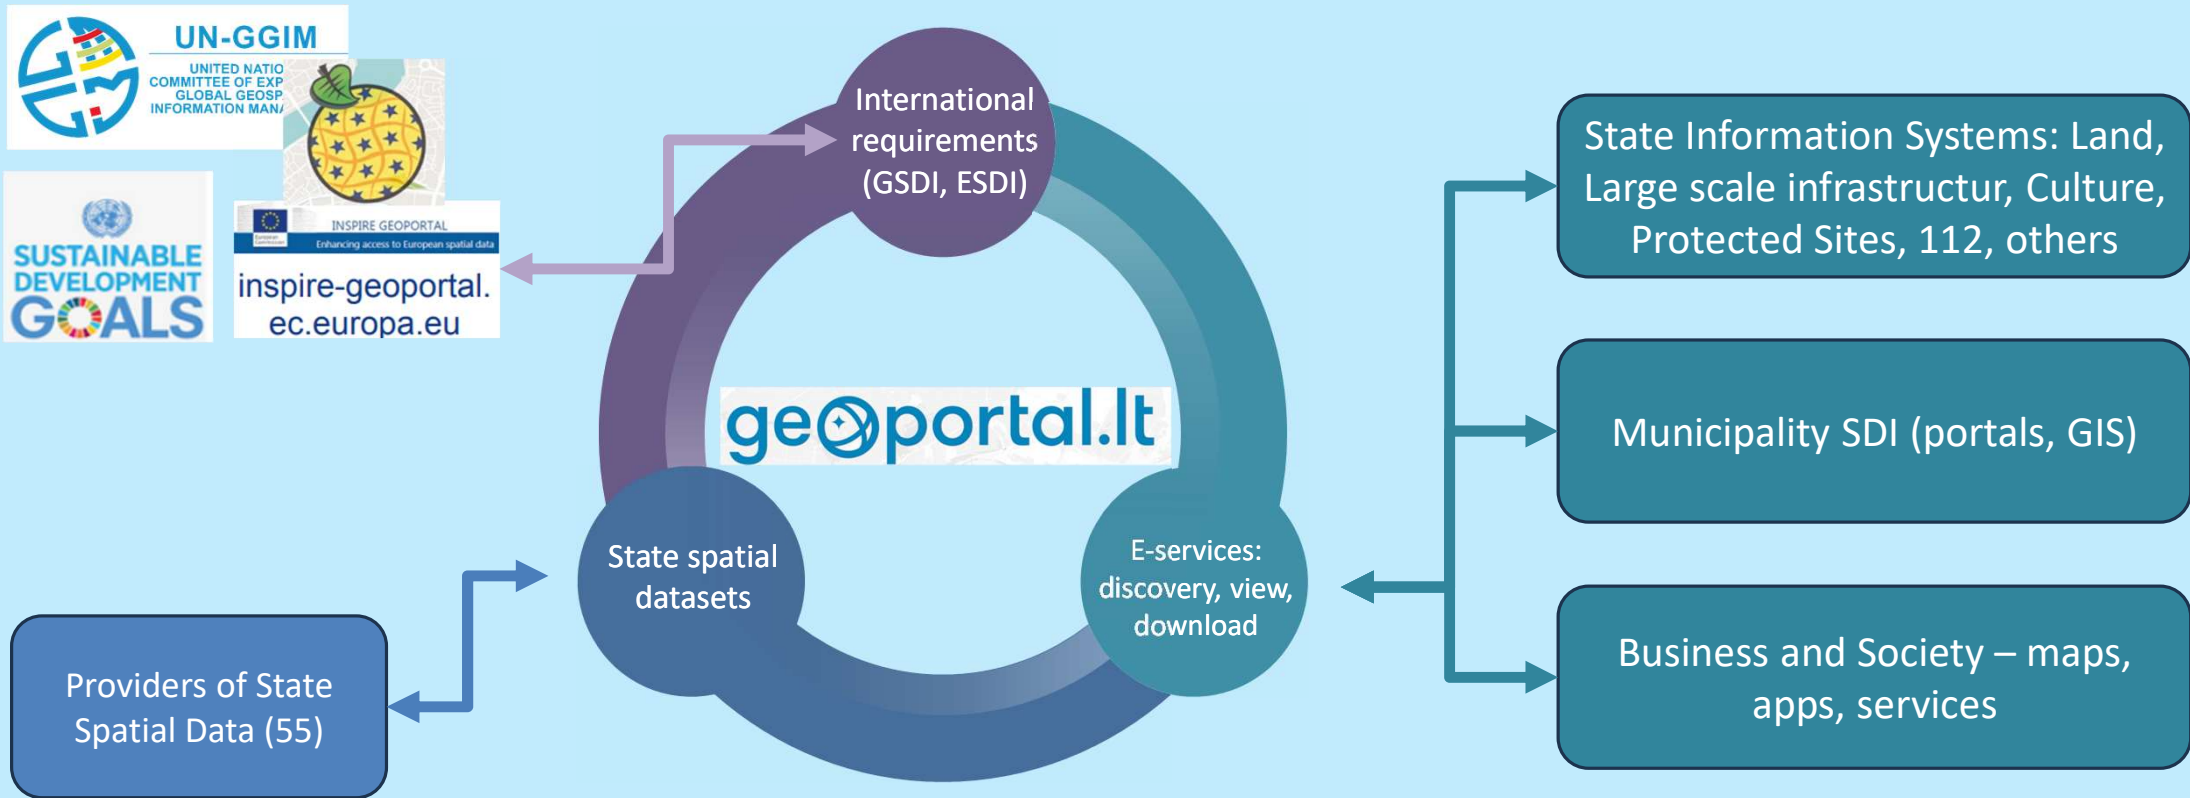 UN-GGIM
UNITED NATIO
COMMITTEE OF EXP
GLOBAL GEOSP
INFORMATION MANA
SUSTAINABLE
DEVELOPMENT
GOALS
European
Commission
INSPIRE GEOPORTAL
Enhancing access to European spatial data
inspire-geoportal.
ec.europa.eu
International
requirements
(GSDI, ESDI)
geoportal.lt
State spatial
datasets
E-services:
discovery, view,
download
Providers of State
Spatial Data (55)
State Information Systems: Land,
Large scale infrastructur, Culture,
Protected Sites, 112, others
Municipality SDI (portals, GIS)
Business and Society – maps,
apps, services